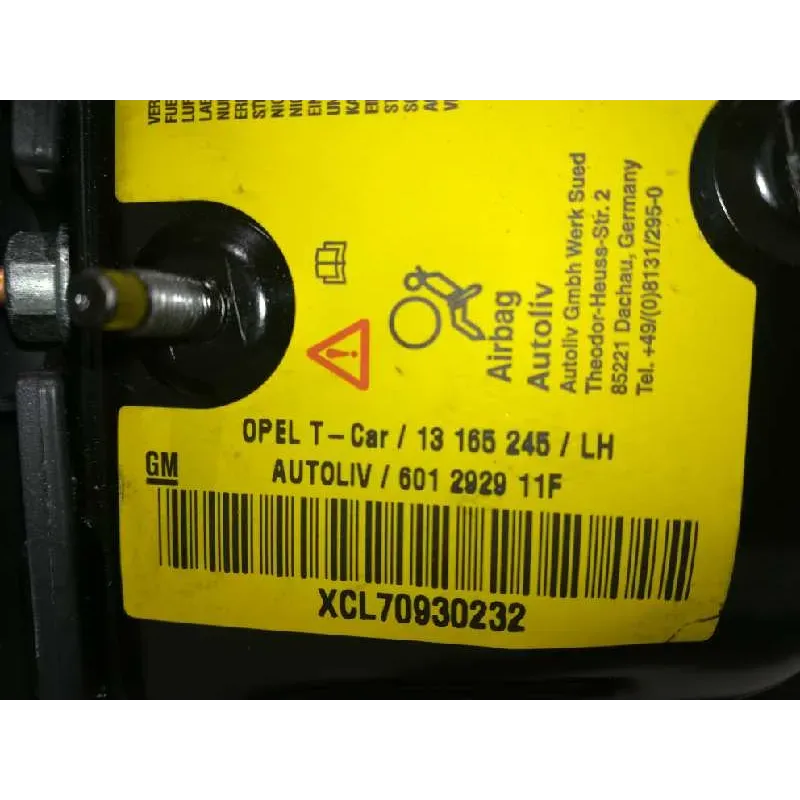 Airbag
Autoliv
Autoliv Gmbh Werk Sued
Theodor-Heuss-Str. 2
85221 Dachau, Germany
Tel. +49/(0)8131/295-0
OPEL T-Car / 13 165 245 / LH
GM
AUTOLIV / 601 2929 11F
XCL70930232